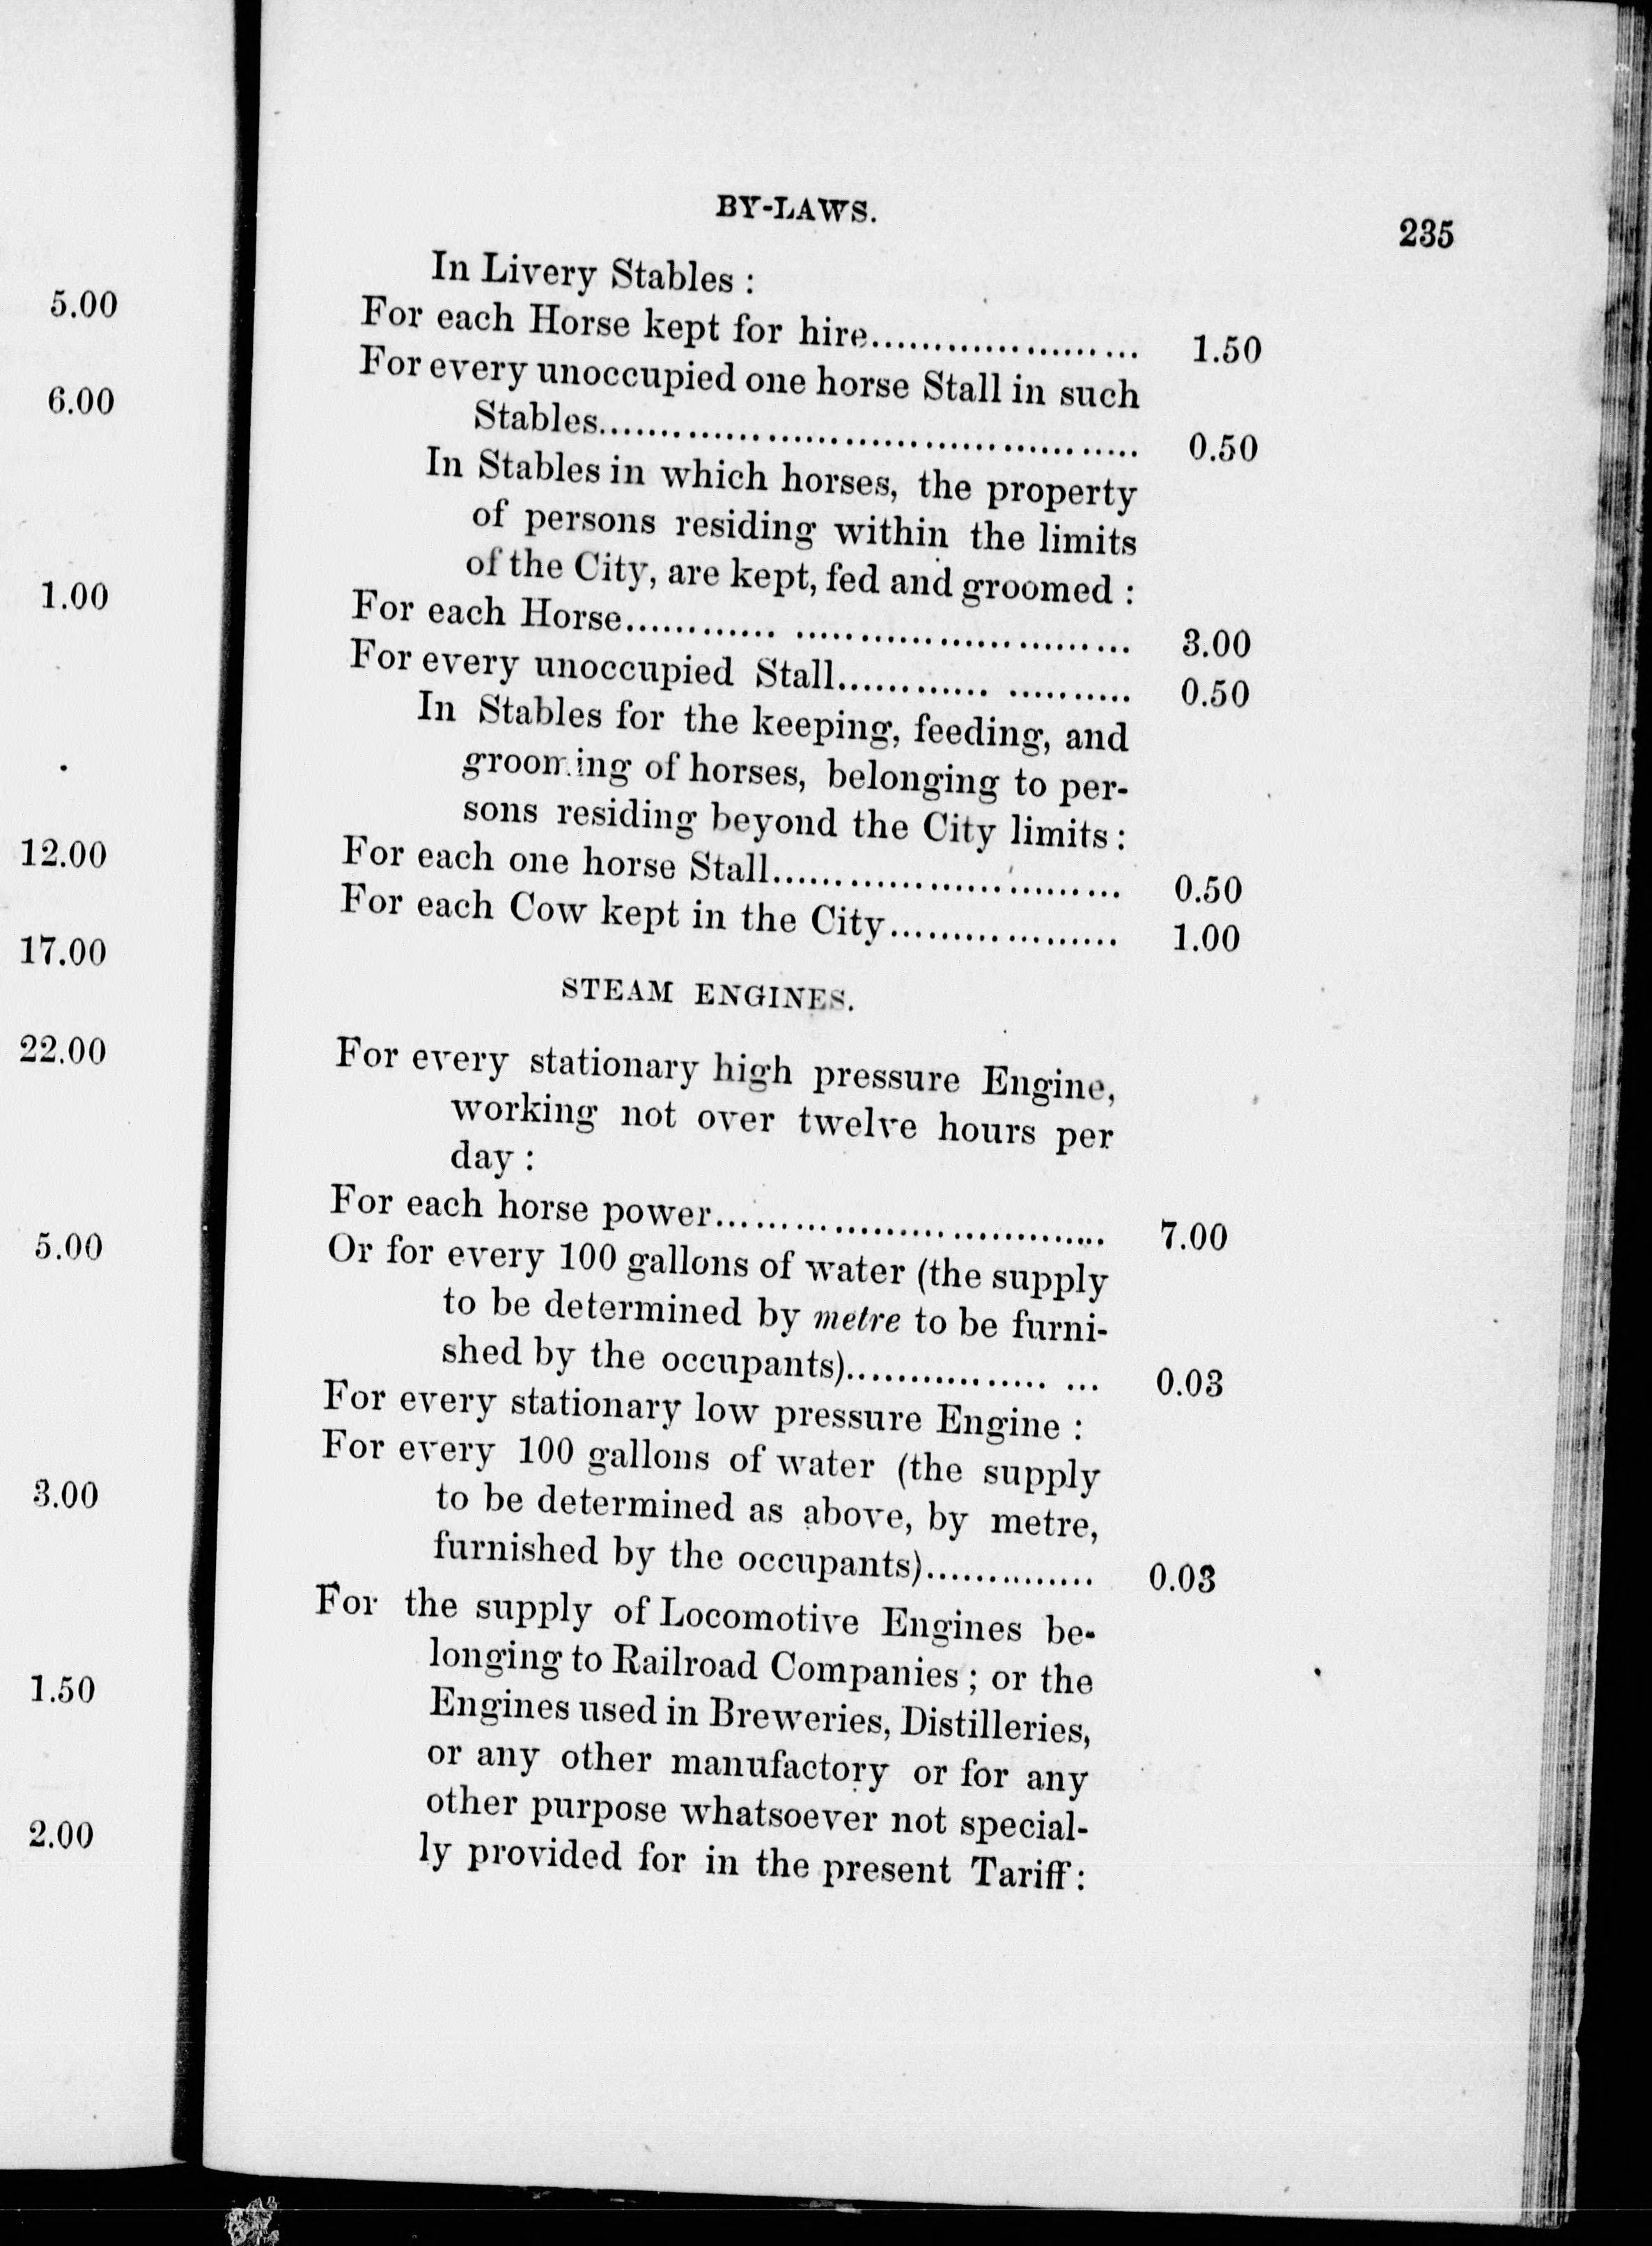 5.00
6.00
1.00
12.00
17.00
22.00
5.00
3.00
1.50
2.00
BY-LAWS. 235
In Livery Stables :
For each Horse kept for hire..................... 1.50
For every unoccupied one horse Stall in such
Stables.......................................... 0.50
In Stables in which horses, the property
of persons residing within the limits
of the City, are kept, fed and groomed :
For each Horse............ .......................... 3.00
For every unoccupied Stall............ .......... 0.50
In Stables for the keeping, feeding, and
grooming of horses, belonging to per-
sons residing beyond the City limits :
For each one horse Stall............................ 0.50
For each Cow kept in the City.................. 1.00
STEAM ENGINES.
For every stationary high pressure Engine,
working not over twelve hours per
day :
For each horse power............................... 7.00
Or for every 100 gallons of water (the supply
to be determined by metre to be furni-
shed by the occupants)................ ... 0.03
For every stationary low pressure Engine :
For every 100 gallons of water (the supply
to be determined as above, by metre,
furnished by the occupants).............. 0.03
For the supply of Locomotive Engines be-
longing to Railroad Companies ; or the
Engines used in Breweries, Distilleries,
or any other manufactory or for any
other purpose whatsoever not special-
ly provided for in the present Tariff :